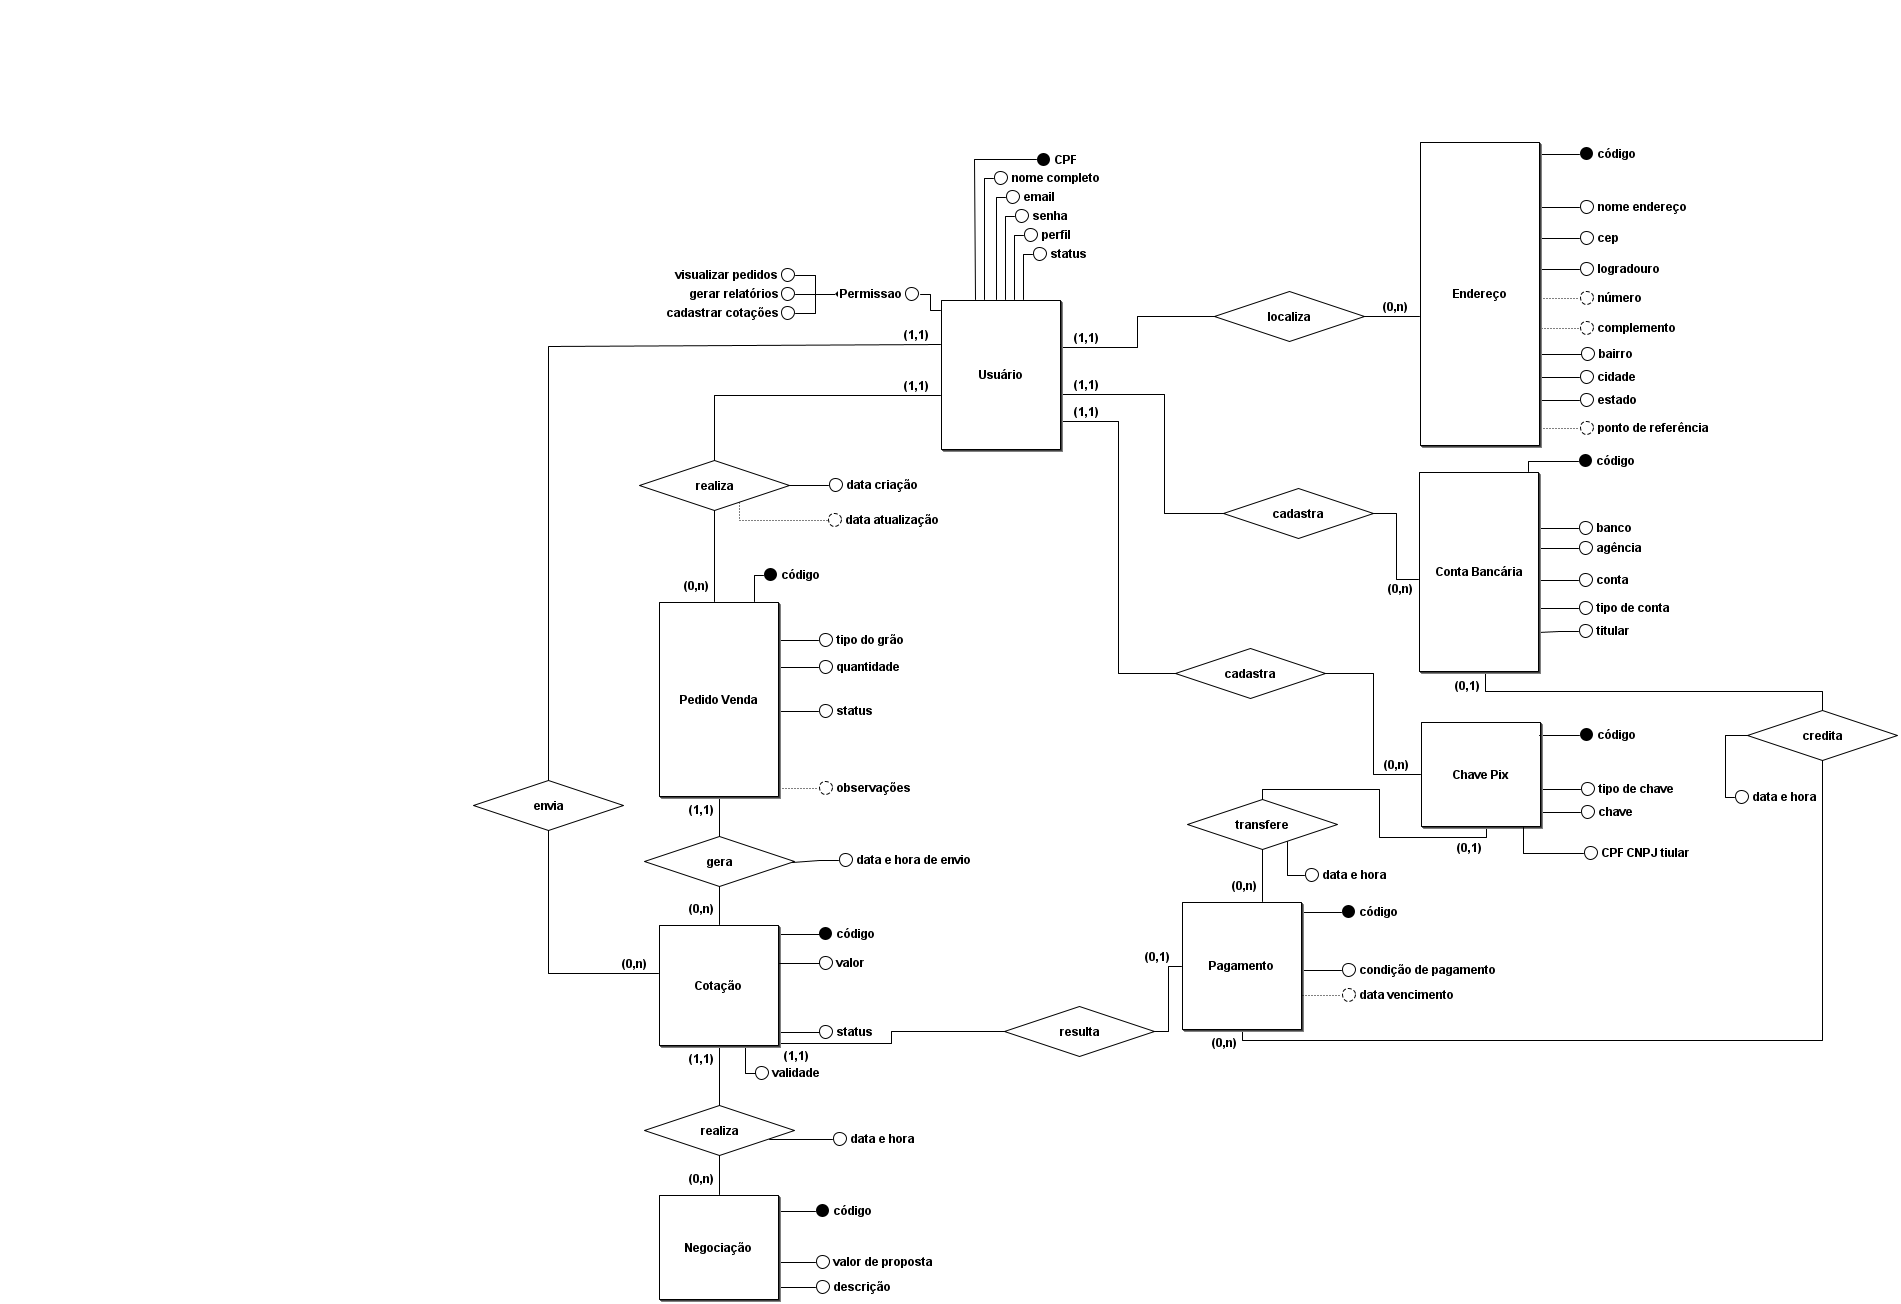 CPF
nome completo
email
senha
perfil
status
visualizar pedidos
gerar relatórios
cadastrar cotações
Permissao
(1,1)
(1,1)
Usuário
(1,1)
(1,1)
(1,1)
localiza
(0,n)
Endereço
código
nome endereço
cep
logradouro
número
complemento
bairro
cidade
estado
ponto de referência
realiza
data criação
data atualização
(0,n)
cadastra
(0,n)
Conta Bancária
código
banco
agência
conta
tipo de conta
titular
(0,1)
código
Pedido Venda
tipo do grão
quantidade
status
observações
(1,1)
cadastra
(0,n)
Chave Pix
código
tipo de chave
chave
CPF CNPJ tiular
(0,1)
credita
data e hora
envia
(0,n)
gera
data e hora de envio
(0,n)
transfere
data e hora
(0,n)
Cotação
código
valor
status
validade
(1,1)
(1,1)
resulta
(0,1)
Pagamento
código
condição de pagamento
data vencimento
(0,n)
realiza
data e hora
(0,n)
Negociação
código
valor de proposta
descrição